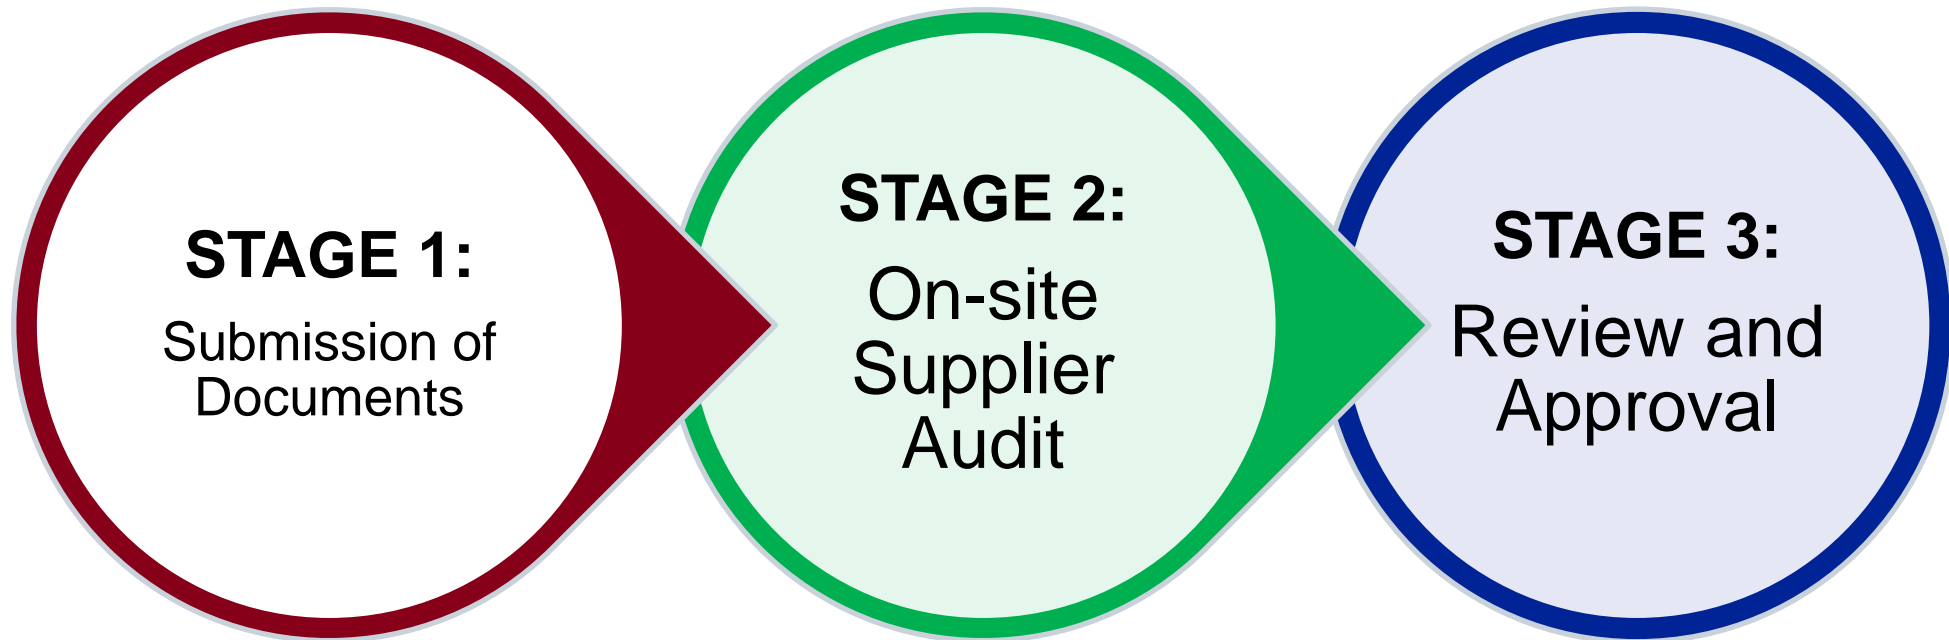 STAGE 1:
Submission of
Documents
STAGE 2:
On-site
Supplier
Audit
STAGE 3:
Review and
Approval